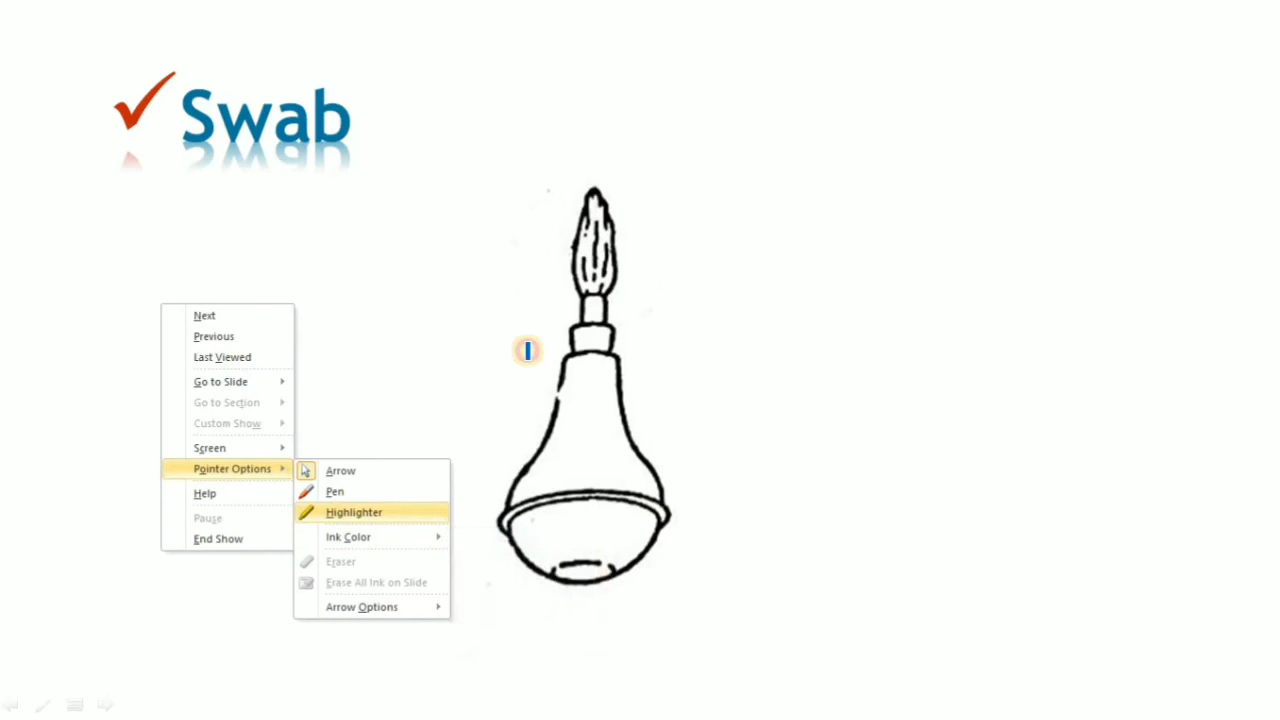 Swab
Next
Previous
Last Viewed
Go to Slide
Go to Section
Custom Show
Screen
Pointer Options
Help
Pause
End Show
Arrow
Pen
Highlighter
Ink Color
Eraser
Erase All Ink on Slide
Arrow Options